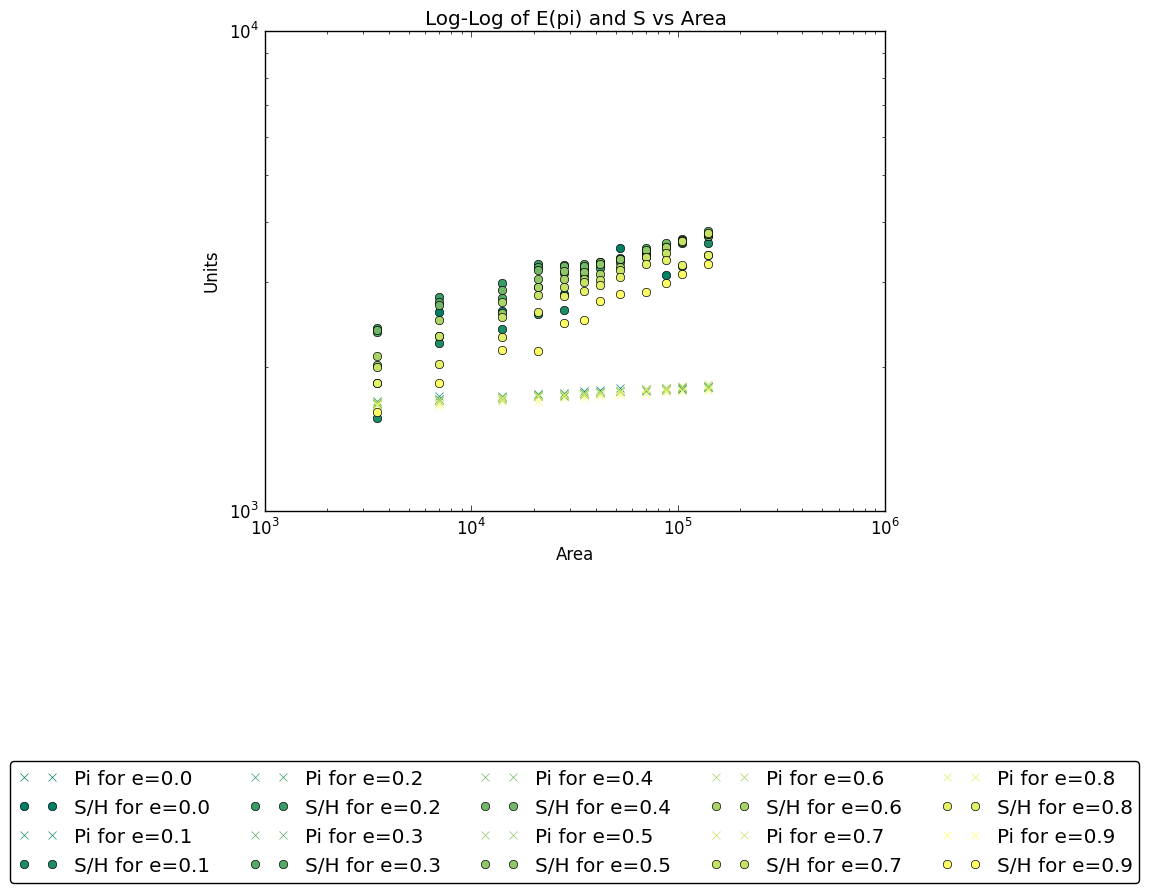 Log-Log of E(pi) and S vs Area
10^4
Units
10^3
10^3 10^4 10^5 10^6
Area
Pi for e=0.0 Pi for e=0.2 Pi for e=0.4 Pi for e=0.6 Pi for e=0.8
S/H for e=0.0 S/H for e=0.2 S/H for e=0.4 S/H for e=0.6 S/H for e=0.8
Pi for e=0.1 Pi for e=0.3 Pi for e=0.5 Pi for e=0.7 Pi for e=0.9
S/H for e=0.1 S/H for e=0.3 S/H for e=0.5 S/H for e=0.7 S/H for e=0.9